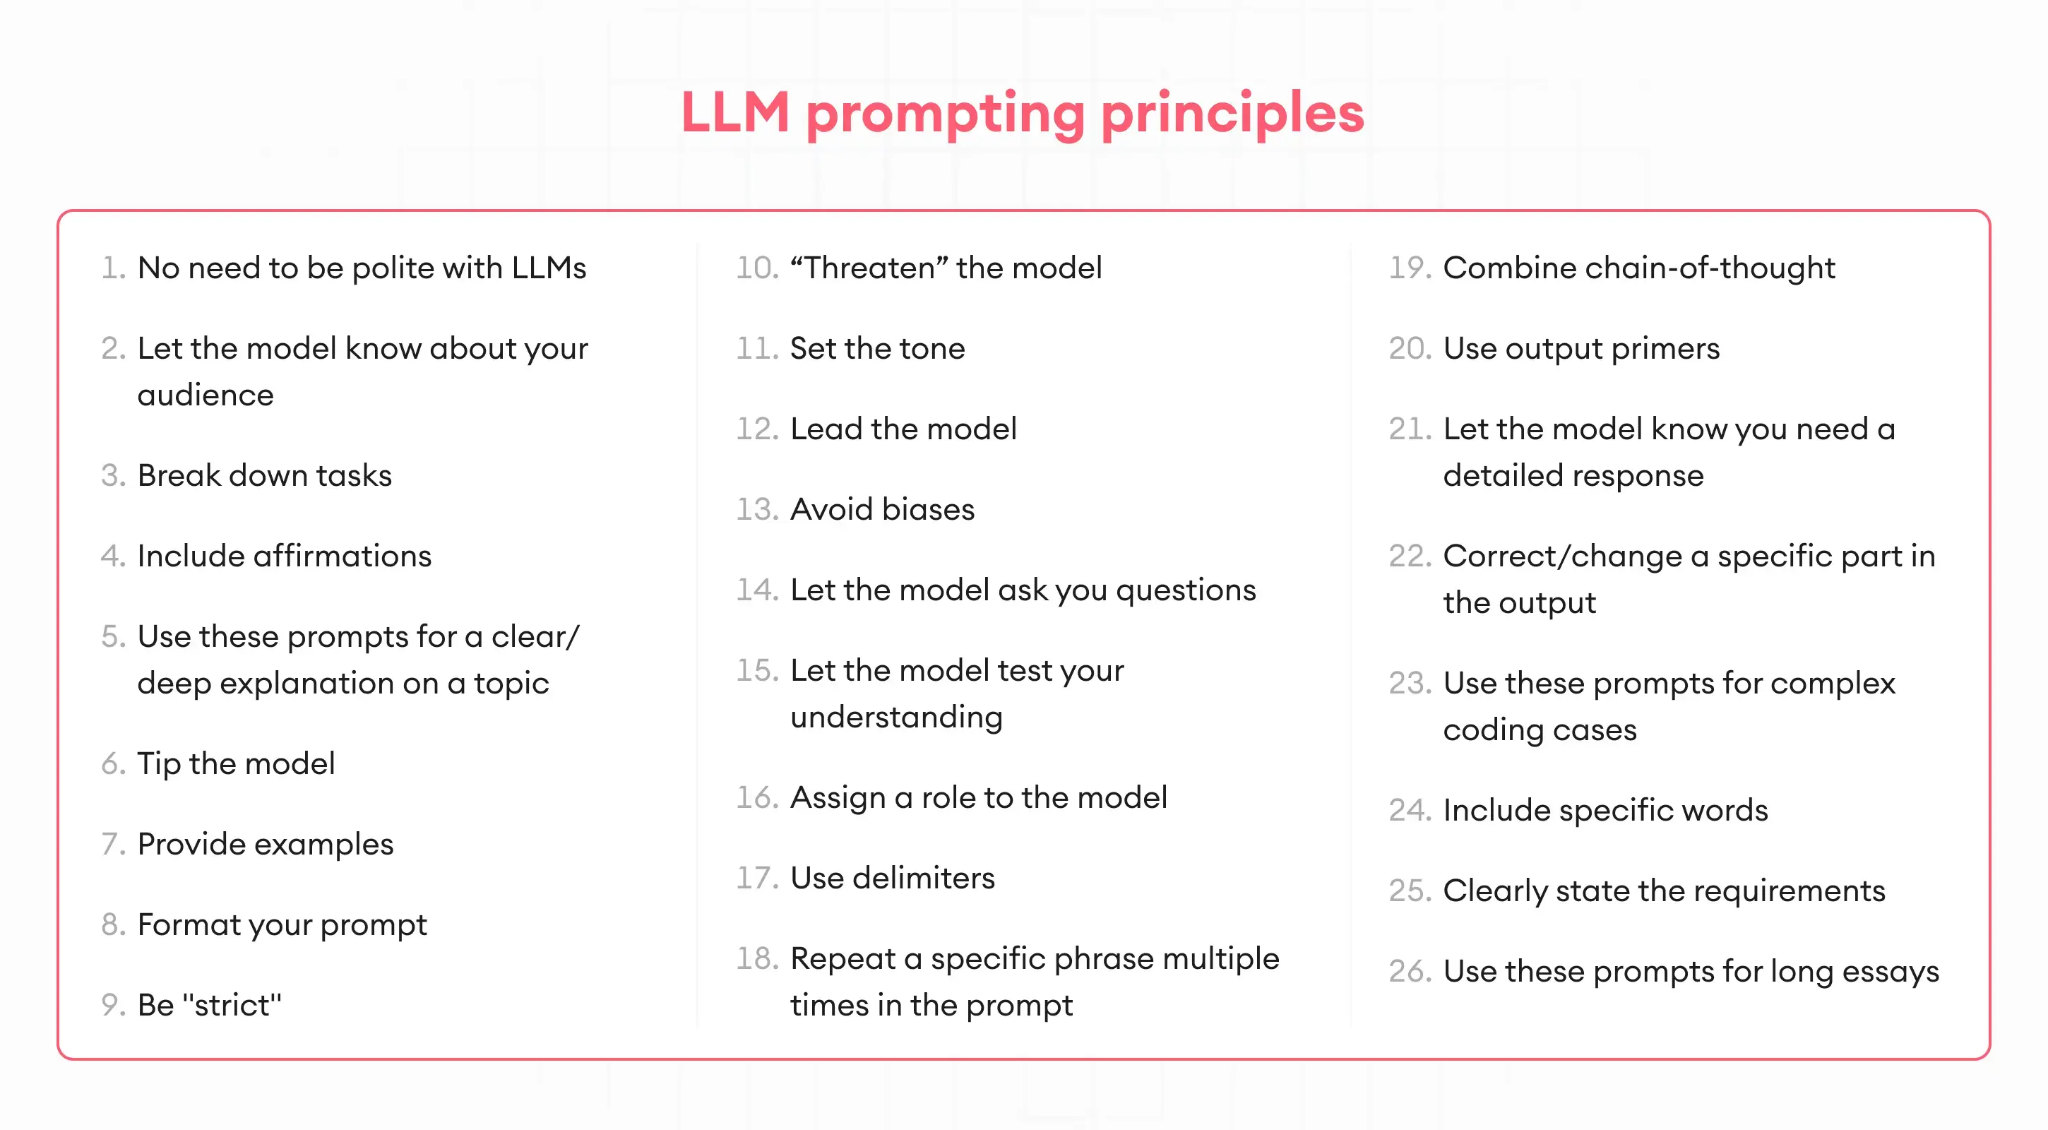 LLM prompting principles
1. No need to be polite with LLMs
2. Let the model know about your
audience
3. Break down tasks
4. Include affirmations
5. Use these prompts for a clear/
deep explanation on a topic
6. Tip the model
7. Provide examples
8. Format your prompt
9. Be "strict"
10. “Threaten” the model
11. Set the tone
12. Lead the model
13. Avoid biases
14. Let the model ask you questions
15. Let the model test your
understanding
16. Assign a role to the model
17. Use delimiters
18. Repeat a specific phrase multiple
times in the prompt
19. Combine chain-of-thought
20. Use output primers
21. Let the model know you need a
detailed response
22. Correct/change a specific part in
the output
23. Use these prompts for complex
coding cases
24. Include specific words
25. Clearly state the requirements
26. Use these prompts for long essays